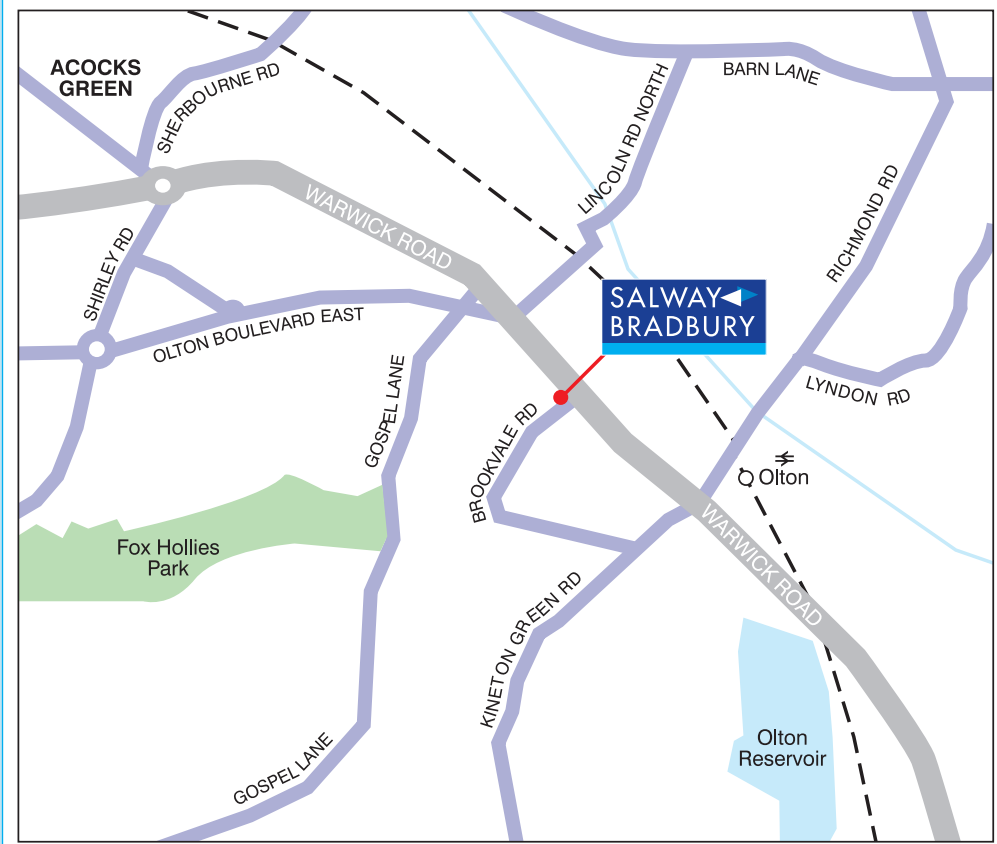 ACOCKS
GREEN
SHERBOURNE RD
BARN LANE
LINCOLN RD NORTH
WARWICK ROAD
RICHMOND RD
SHIRLEY RD
SALWAY
BRADBURY
OLTON BOULEVARD EAST
GOSPEL LANE
LYNDON RD
BROOKVALE RD
Olton
Fox Hollies
Park
WARWICK ROAD
KINETON GREEN RD
Olton
Reservoir
GOSPEL LANE